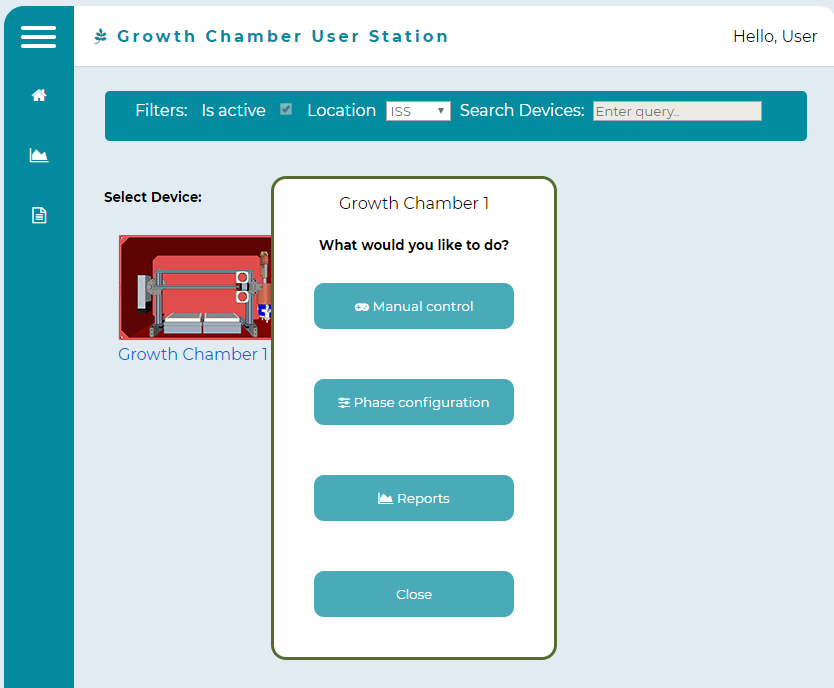 Growth Chamber User Station
Hello, User
Filters: Is active Location ISS Search Devices: Enter query..
Select Device:
Growth Chamber 1
Growth Chamber 1
What would you like to do?
Manual control
Phase configuration
Reports
Close